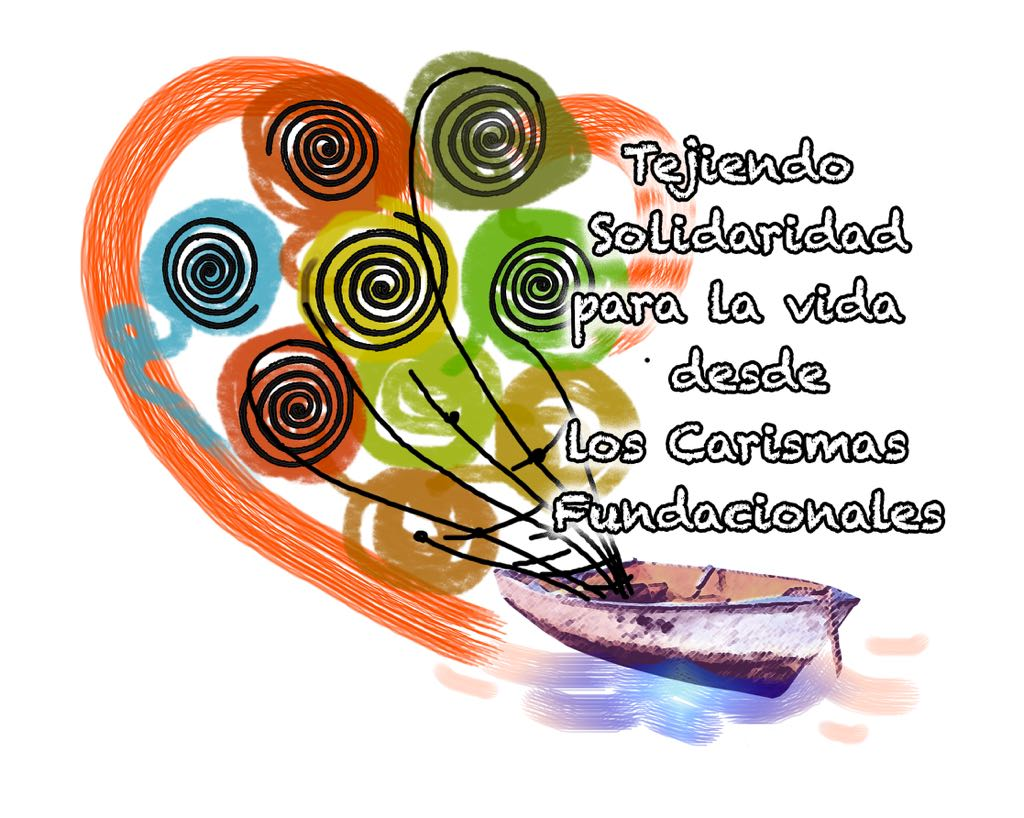 Tejiendo
Solidaridad
para la vida
desde
los Carismas
Fundacionales